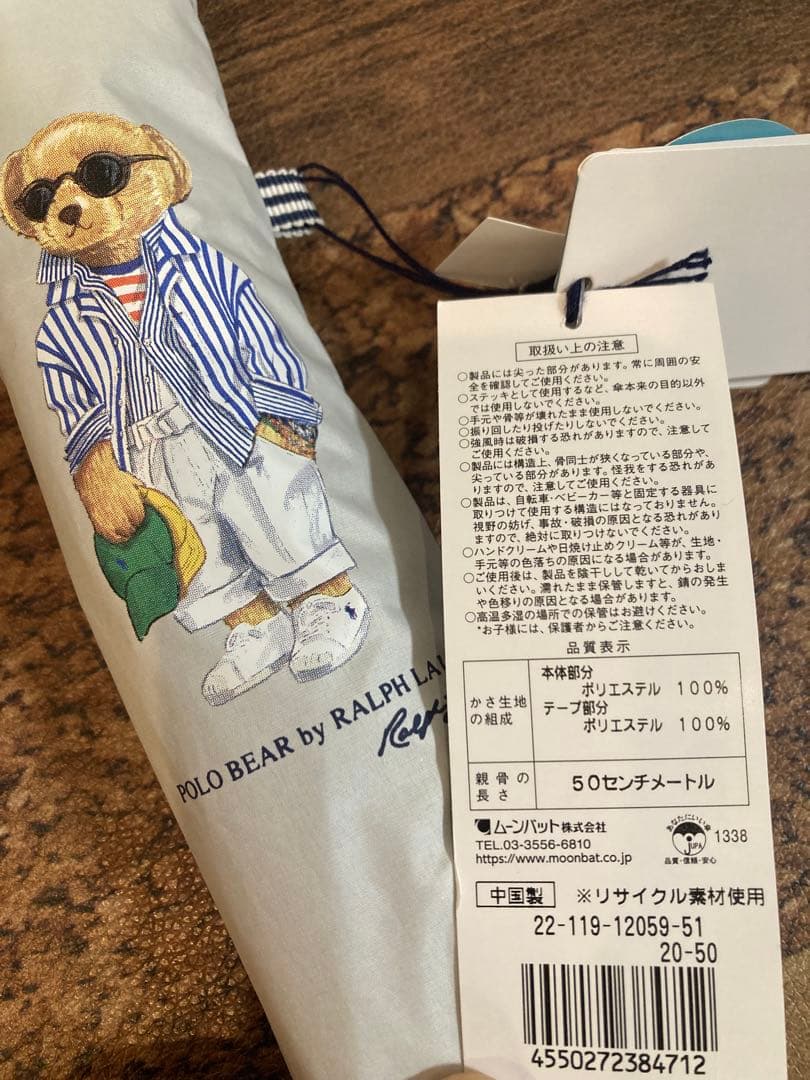 POLO BEAR by RALPH LAU
Ralph
取扱い上の注意
○製品には尖った部分があります。常に周囲の安
全を確認してご使用ください。
○ステッキとして使用するなど、傘本来の目的以外
では使用しないでください。
○手元や骨等が壊れたまま使用しないでください。
○振り回したり投げたりしないでください。
○強風時は破損する恐れがありますので、注意して
ご使用ください。
○製品には構造上、骨同士が狭くなっている部分や、
尖っている部分があります。怪我をする恐れがあ
りますので、注意してご使用ください。
○製品は、自転車・ベビーカー等と固定する器具に
取りつけて使用する構造にはなっておりません。
視野の妨げ、事故・破損の原因となる恐れがあり
ますので、絶対に取りつけないでください。
○ハンドクリームや日焼け止めクリーム等が、生地・
手元等の色落ちの原因になる場合があります。
○ご使用後は、製品を陰干しして乾いてからおしま
いください。濡れたまま保管しますと、錆の発生
や色移りの原因となる場合があります。
○高温多湿の場所での保管はお避けください。
*お子様には、保護者からご注意ください。
品質表示
かさ生地
の組成
本体部分
ポリエステル 100%
テープ部分
ポリエステル 100%
親骨の
長さ
50センチメートル
ムーンバット株式会社
TEL.03-3556-6810
https://www.moonbat.co.jp
あなたにいい傘
JUPA
品質・信頼・安心
1338
中国製 ※リサイクル素材使用
22-119-12059-51
20-50
4550272384712